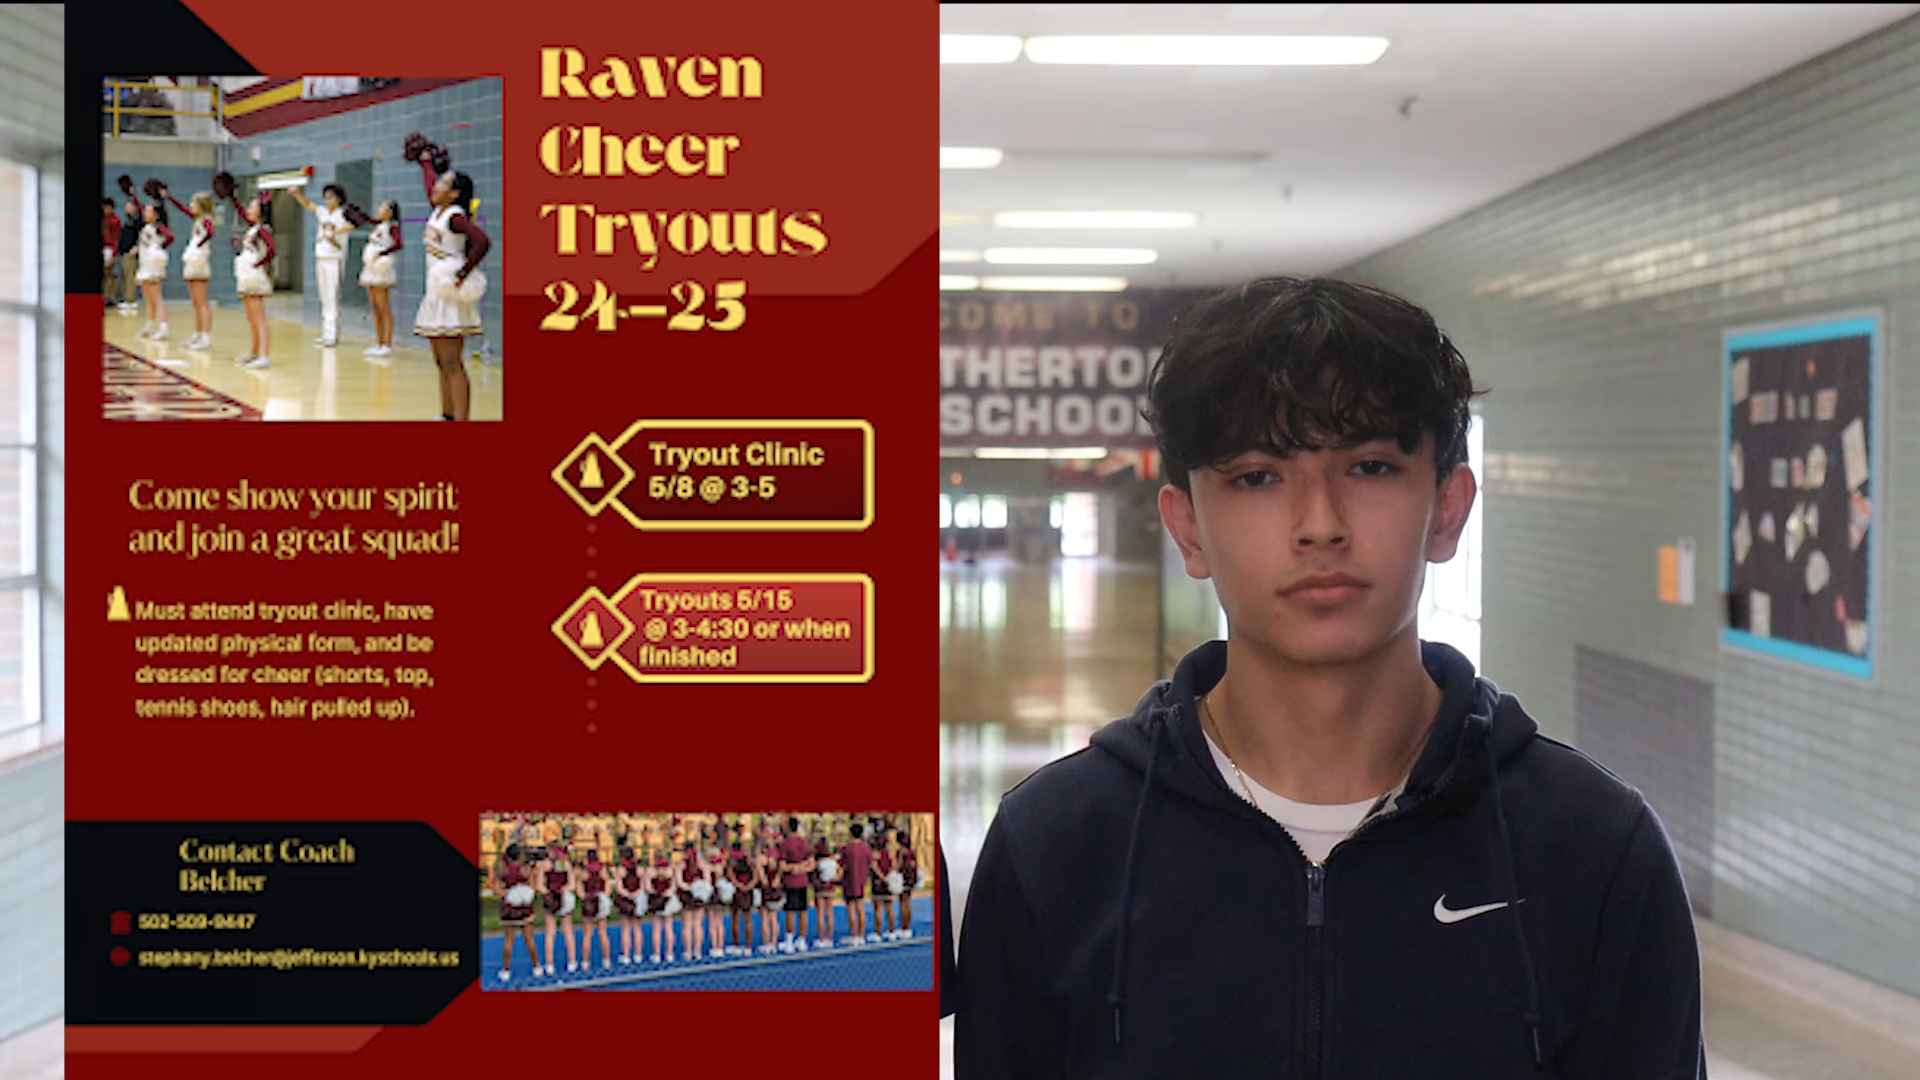 Raven
Cheer
Tryouts
24-25
Tryout Clinic
5/8 @ 3-5
Tryouts 5/15
@ 3-4:30 or when
finished
Come show your spirit
and join a great squad!
Must attend tryout clinic, have
updated physical form, and be
dressed for cheer (shorts, top,
tennis shoes, hair pulled up).
Contact Coach
Belcher
502-509-9447
stephany.belcher@jefferson.kyschools.us
COME TO
THERTO
SCHOOL